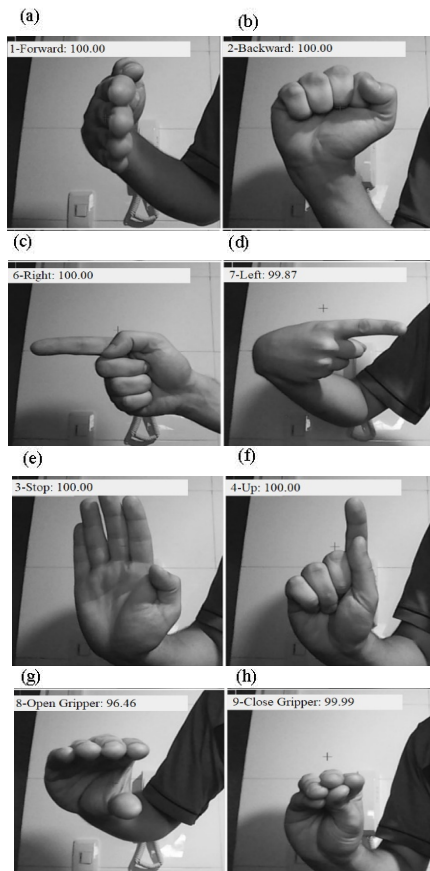 (a)
(b)
1-Forward: 100.00
2-Backward: 100.00
(c)
(d)
6-Right: 100.00
7-Left: 99.87
(e)
(f)
3-Stop: 100.00
4-Up: 100.00
(g)
(h)
8-Open Gripper: 96.46
9-Close Gripper: 99.99